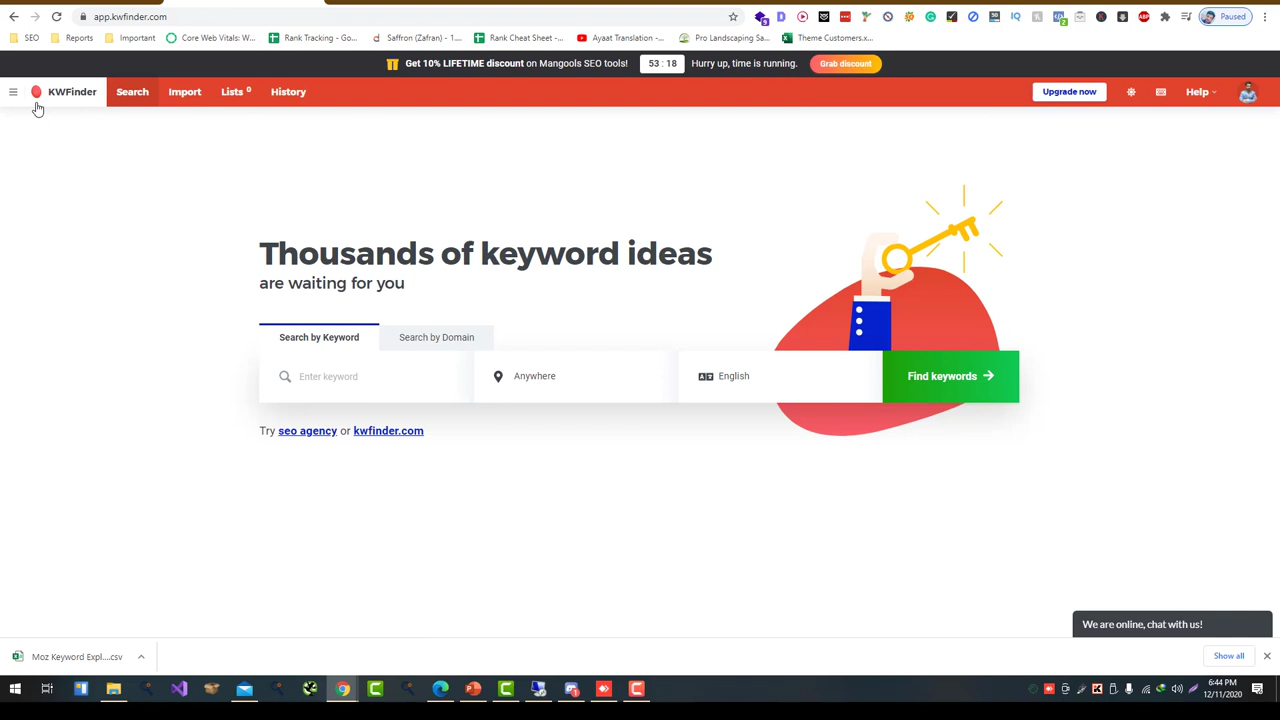 app.kwfinder.com
Paused
SEO Reports Important Core Web Vitals: W... Rank Tracking - Go... Saffron (Zafran) - 1.... Rank Cheat Sheet -... Ayaat Translation -... Pro Landscaping Sa... Theme Customers.x...
Get 10% LIFETIME discount on Mangools SEO tools! 53 : 18 Hurry up, time is running. Grab discount
KWFinder Search Import Lists 0 History Upgrade now Help
Thousands of keyword ideas
are waiting for you
Search by Keyword Search by Domain
Enter keyword Anywhere English Find keywords
Try seo agency or kwfinder.com
We are online, chat with us!
Moz Keyword Expl....csv Show all
6:44 PM
12/11/2020